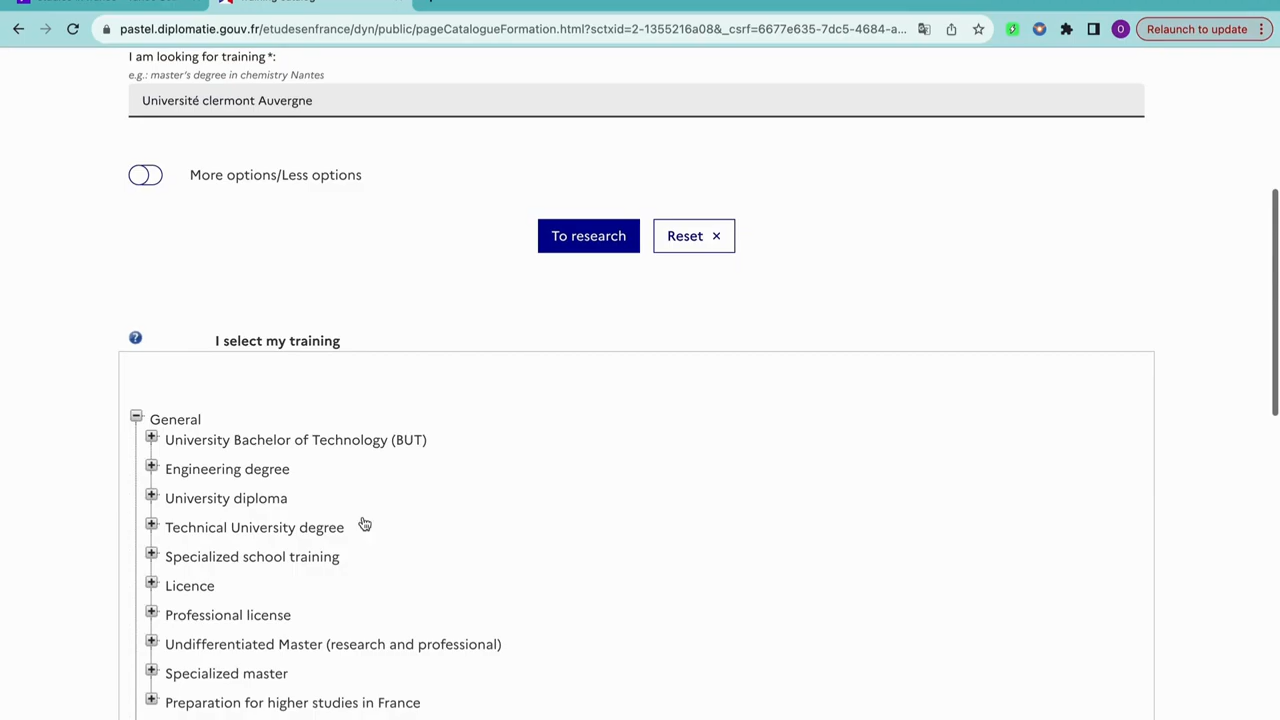 pastel.diplomatie.gouv.fr/etudesenfrance/dyn/public/pageCatalogueFormation.html?sctxid=2-1355216a08&_csrf=6677e635-7dc5-4684-a...
O
Relaunch to update
I am looking for training*:
e.g.: master's degree in chemistry Nantes
Université clermont Auvergne
More options/Less options
To research
Reset ×
?
I select my training
General
University Bachelor of Technology (BUT)
Engineering degree
University diploma
Technical University degree
Specialized school training
Licence
Professional license
Undifferentiated Master (research and professional)
Specialized master
Preparation for higher studies in France